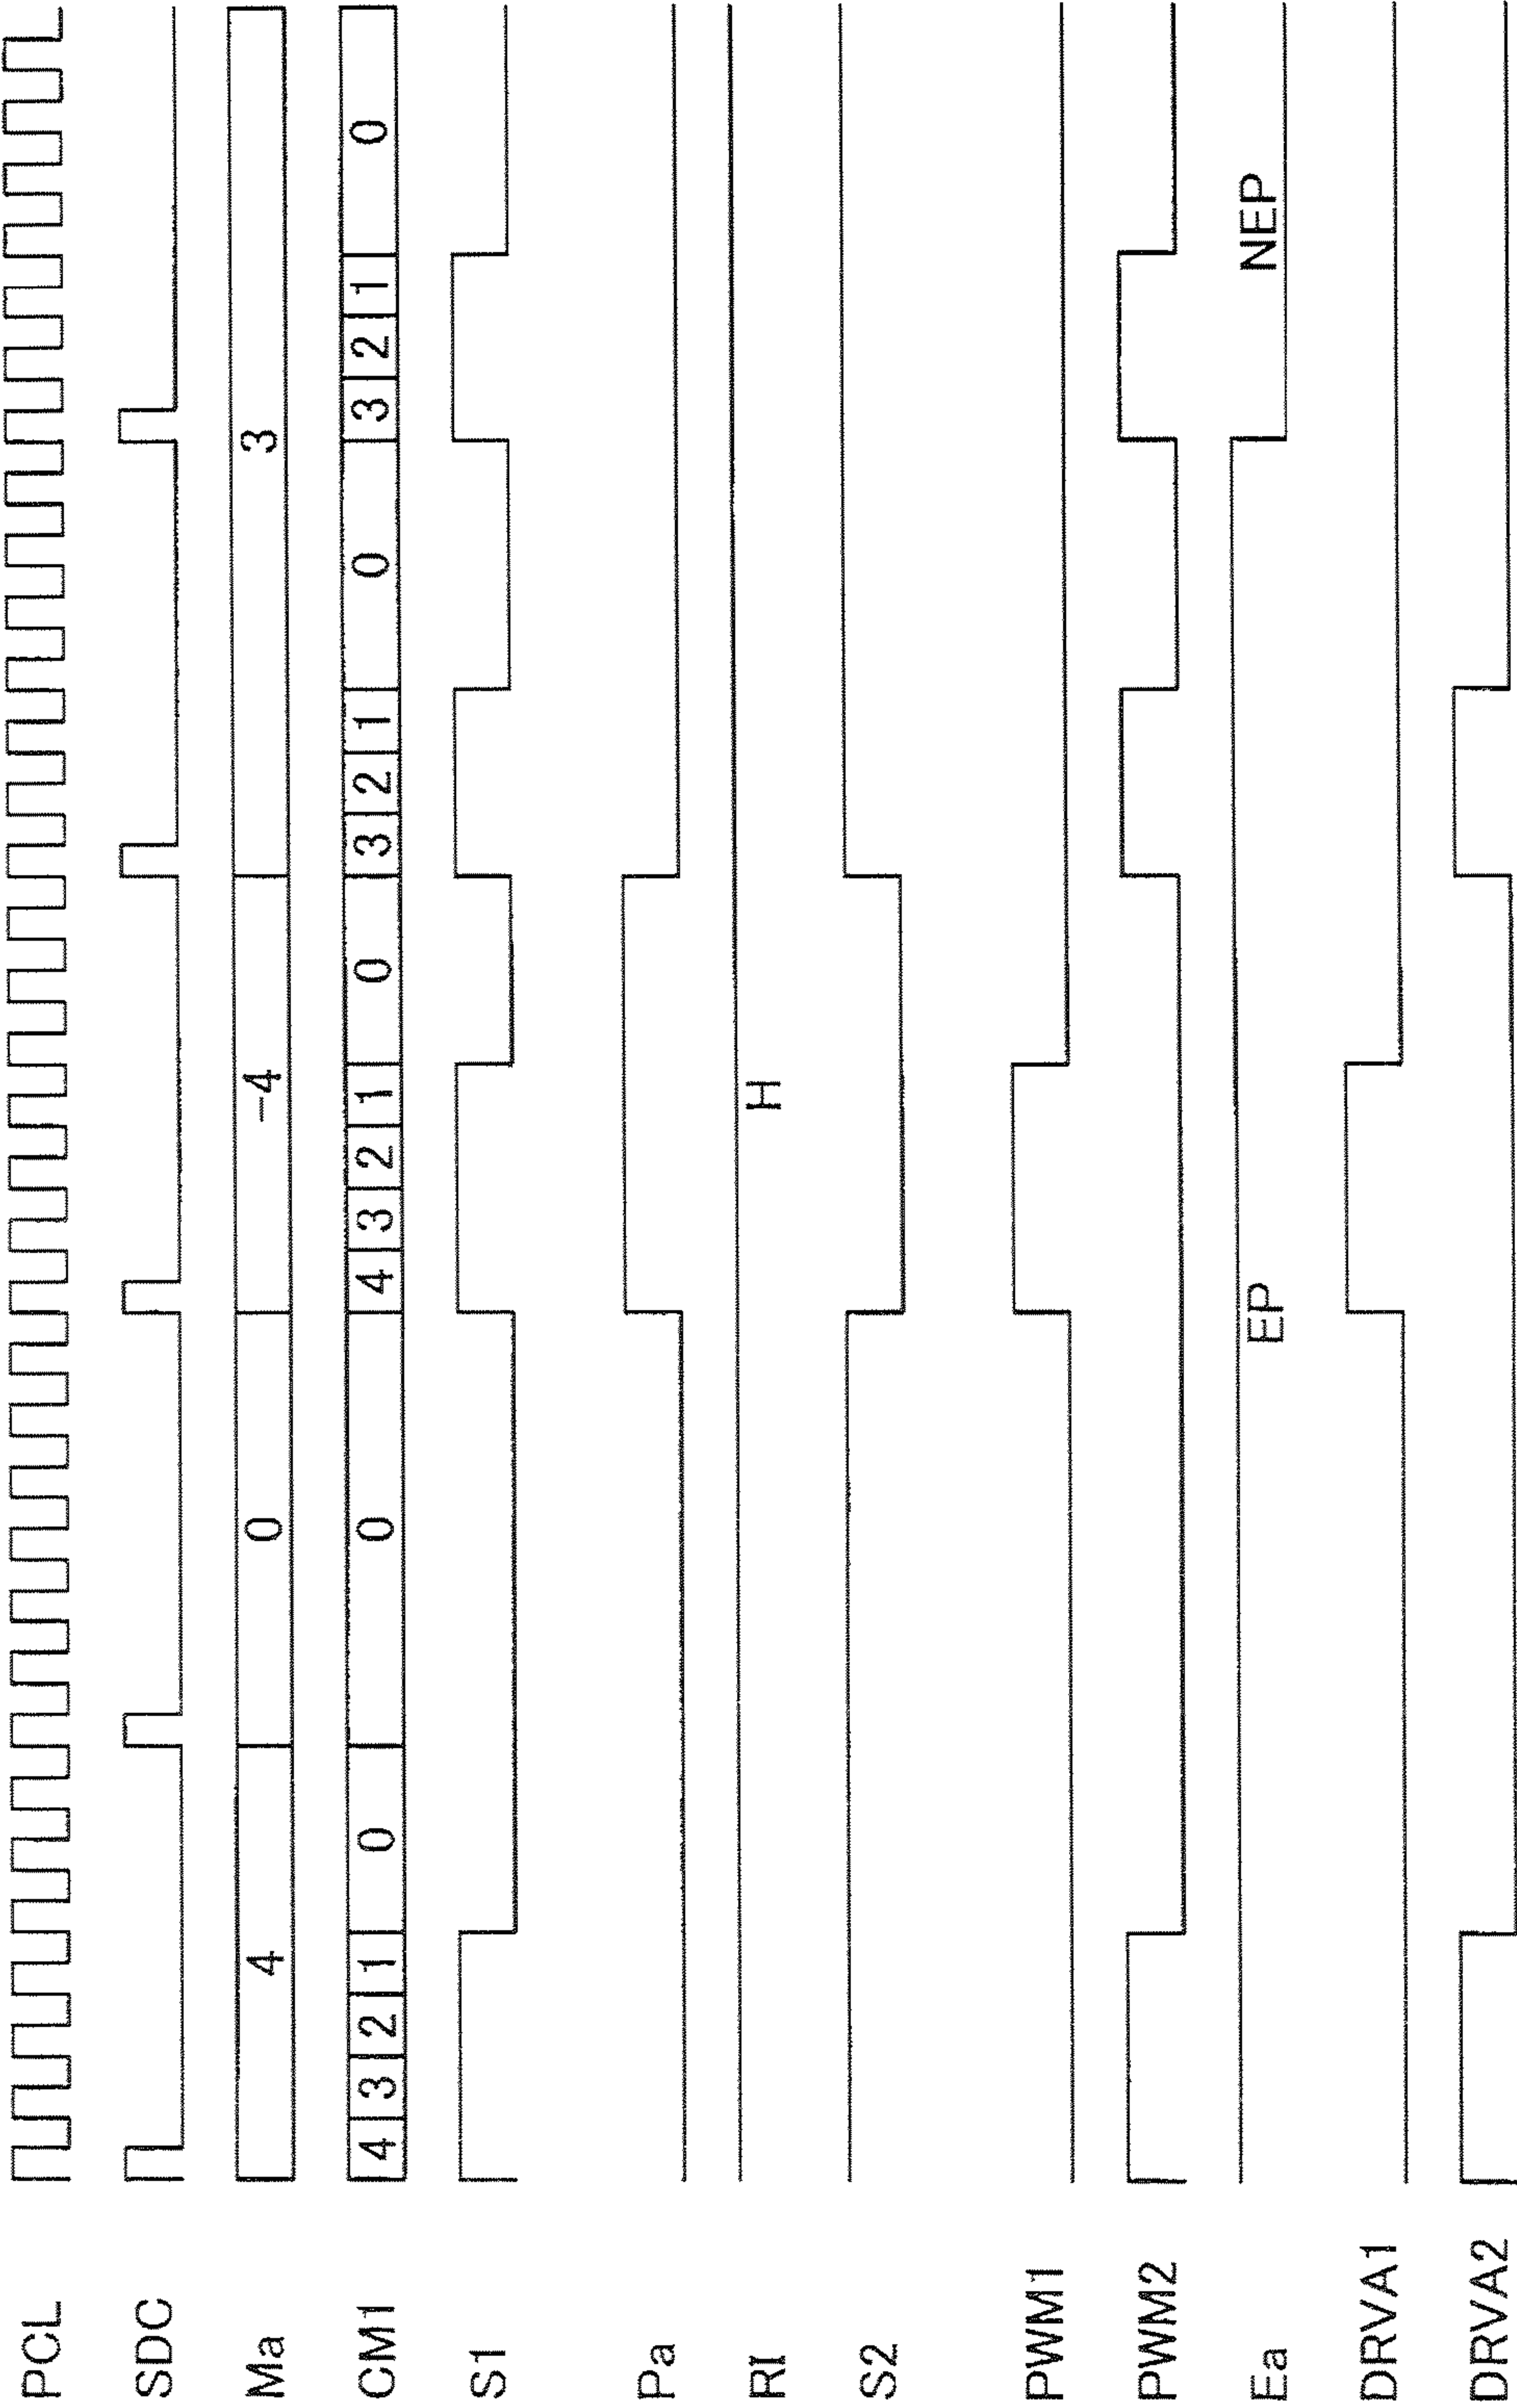 PCL
SDC
Ma 4 0 -4 3
CM1 4 3 2 1 0 0 4 3 2 1 0 3 2 1 0 3 2 1 0
S1
Pa
RI H
S2
PWM1
PWM2
Ea EP NEP
DRVA1
DRVA2